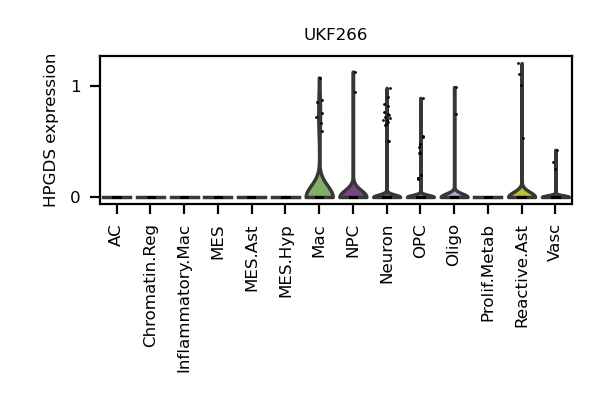 UKF266
HPGDS expression
1
0
AC
Chromatin.Reg
Inflammatory.Mac
MES
MES.Ast
MES.Hyp
Mac
NPC
Neuron
OPC
Oligo
Prolif.Metab
Reactive.Ast
Vasc